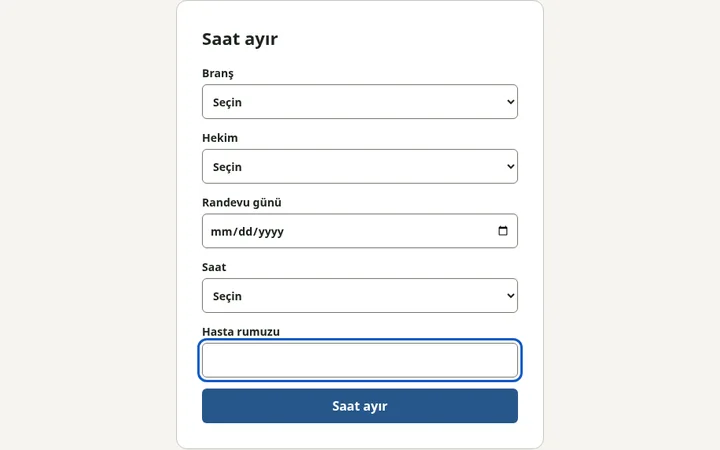 Saat ayır
Branş
Seçin
Hekim
Seçin
Randevu günü
mm/dd/yyyy
Saat
Seçin
Hasta rumuzu
Saat ayır